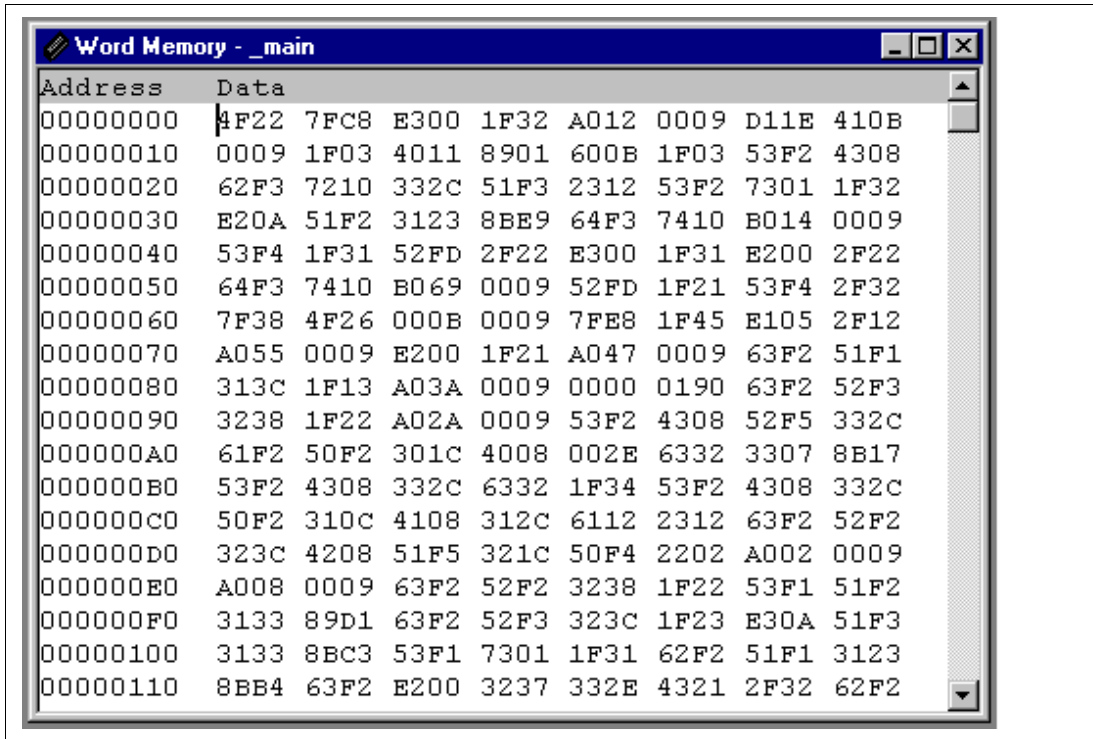 Word Memory - _main
Address Data
00000000 4F22 7FC8 E300 1F32 A012 0009 D11E 410B
00000010 0009 1F03 4011 8901 600B 1F03 53F2 4308
00000020 62F3 7210 332C 51F3 2312 53F2 7301 1F32
00000030 E20A 51F2 3123 8BE9 64F3 7410 B014 0009
00000040 53F4 1F31 52FD 2F22 E300 1F31 E200 2F22
00000050 64F3 7410 B069 0009 52FD 1F21 53F4 2F32
00000060 7F38 4F26 000B 0009 7FE8 1F45 E105 2F12
00000070 A055 0009 E200 1F21 A047 0009 63F2 51F1
00000080 313C 1F13 A03A 0009 0000 0190 63F2 52F3
00000090 3238 1F22 A02A 0009 53F2 4308 52F5 332C
000000A0 61F2 50F2 301C 4008 002E 6332 3307 8B17
000000B0 53F2 4308 332C 6332 1F34 53F2 4308 332C
000000C0 50F2 310C 4108 312C 6112 2312 63F2 52F2
000000D0 323C 4208 51F5 321C 50F4 2202 A002 0009
000000E0 A008 0009 63F2 52F2 3238 1F22 53F1 51F2
000000F0 3133 89D1 63F2 52F3 323C 1F23 E30A 51F3
00000100 3133 8BC3 53F1 7301 1F31 62F2 51F1 3123
00000110 8BB4 63F2 E200 3237 332E 4321 2F32 62F2